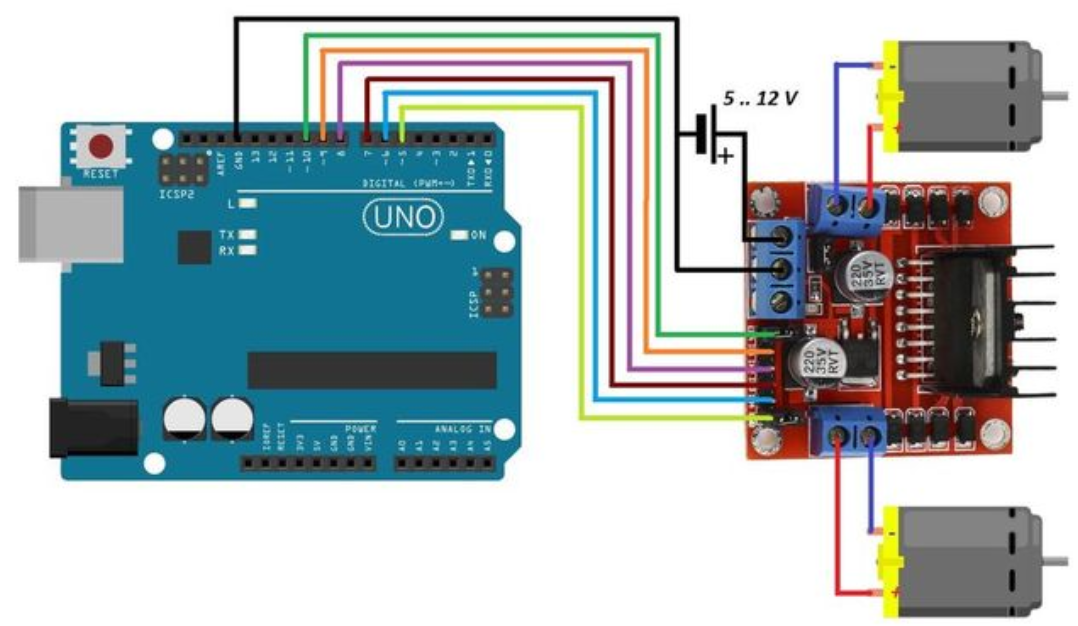 5 .. 12 V
+
-
+
RESET
ICSP2
AREF
GND
13
12
~11
~10
~9
8
7
~6
~5
4
~3
2
TX0▶1
RX0◀0
DIGITAL (PWM=~)
L
TX
RX
UNO
ON
ICSP
220
35V
RVT
220
35V
RVT
POWER
ANALOG IN
IOREF
RESET
3V3
5V
GND
GND
VIN
A0
A1
A2
A3
A4
A5
-
+